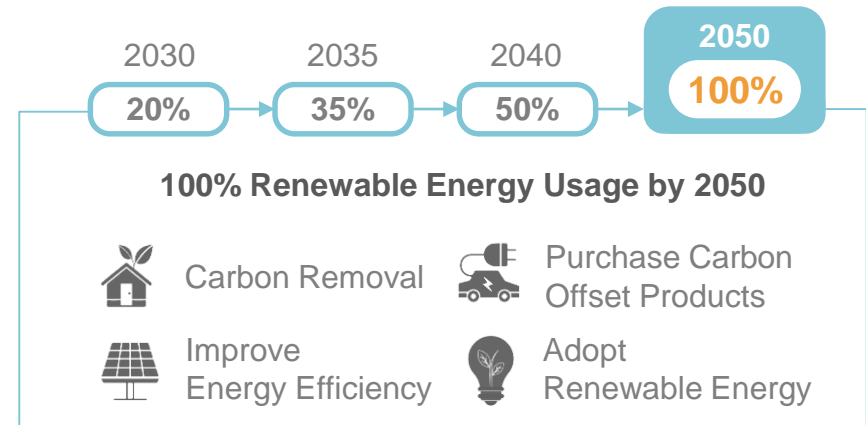 2030
2035
2040
2050
20%
35%
50%
100%
100% Renewable Energy Usage by 2050
Carbon Removal
Purchase Carbon
Offset Products
Improve
Energy Efficiency
Adopt
Renewable Energy